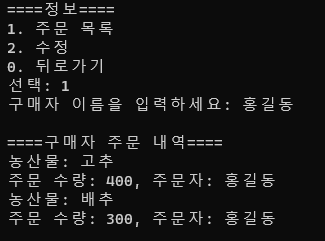 ====정보====
1. 주문 목록
2. 수정
0. 뒤로가기
선택: 1
구매자 이름을 입력하세요: 홍길동

====구매자 주문 내역====
농산물: 고추
주문 수량: 400, 주문자: 홍길동
농산물: 배추
주문 수량: 300, 주문자: 홍길동